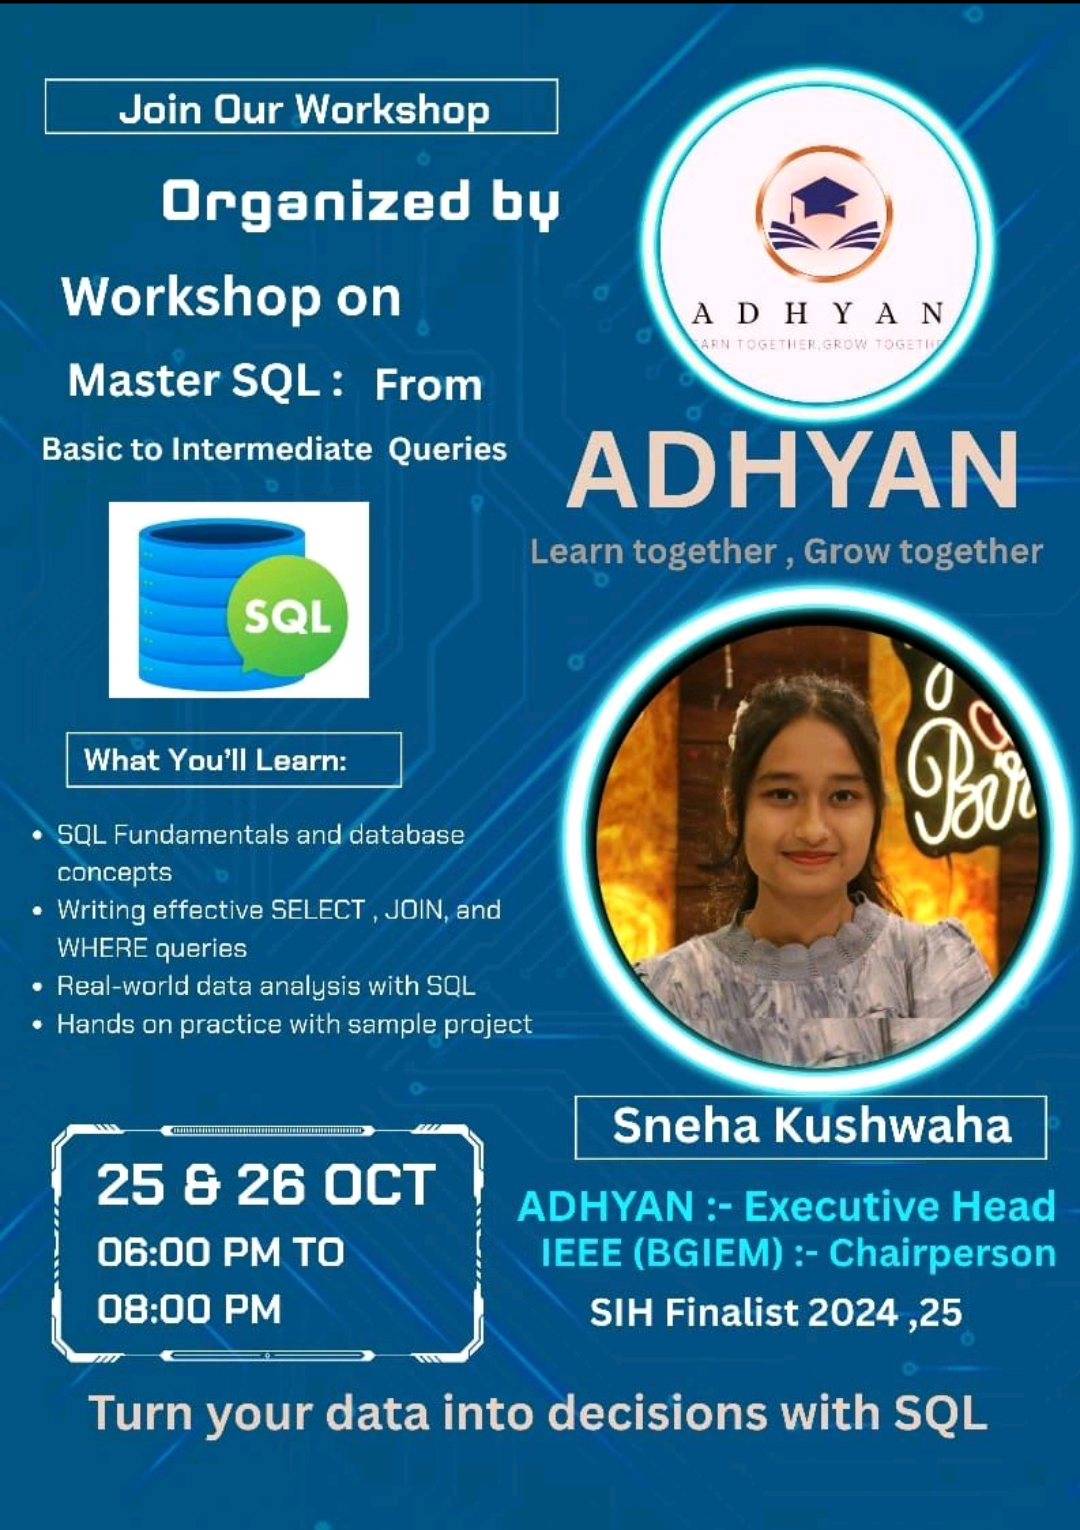 Join Our Workshop
Organized by
Workshop on
Master SQL : From
Basic to Intermediate Queries
SQL
What You'll Learn:
• SQL Fundamentals and database
concepts
• Writing effective SELECT , JOIN, and
WHERE queries
• Real-world data analysis with SQL
• Hands on practice with sample project
25 & 26 OCT
06:00 PM TO
08:00 PM
ADHYAN
TOGETHER,GROW
ADHYAN
Learn together , Grow together
Sneha Kushwaha
ADHYAN :- Executive Head
IEEE (BGIEM) :- Chairperson
SIH Finalist 2024 ,25
Turn your data into decisions with SQL